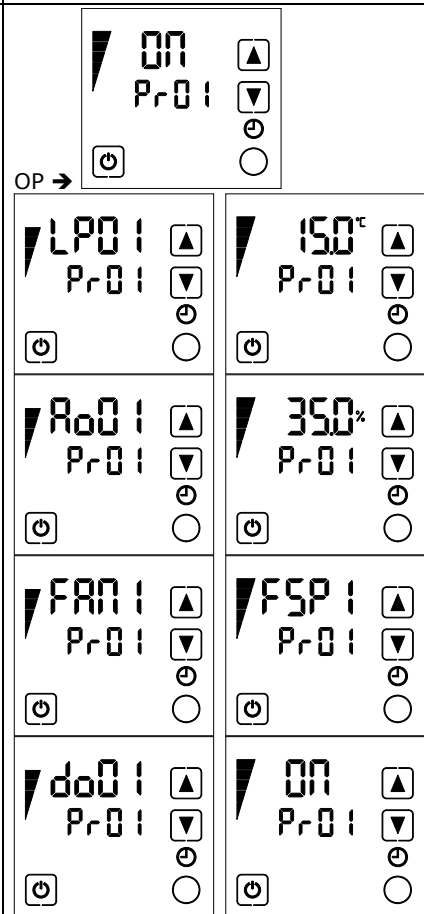 ON
Pr01
OP →
LP01
Pr01
15.0 °C
Pr01
Ao01
Pr01
35.0 %
Pr01
FAN1
Pr01
FSP1
Pr01
do01
Pr01
ON
Pr01